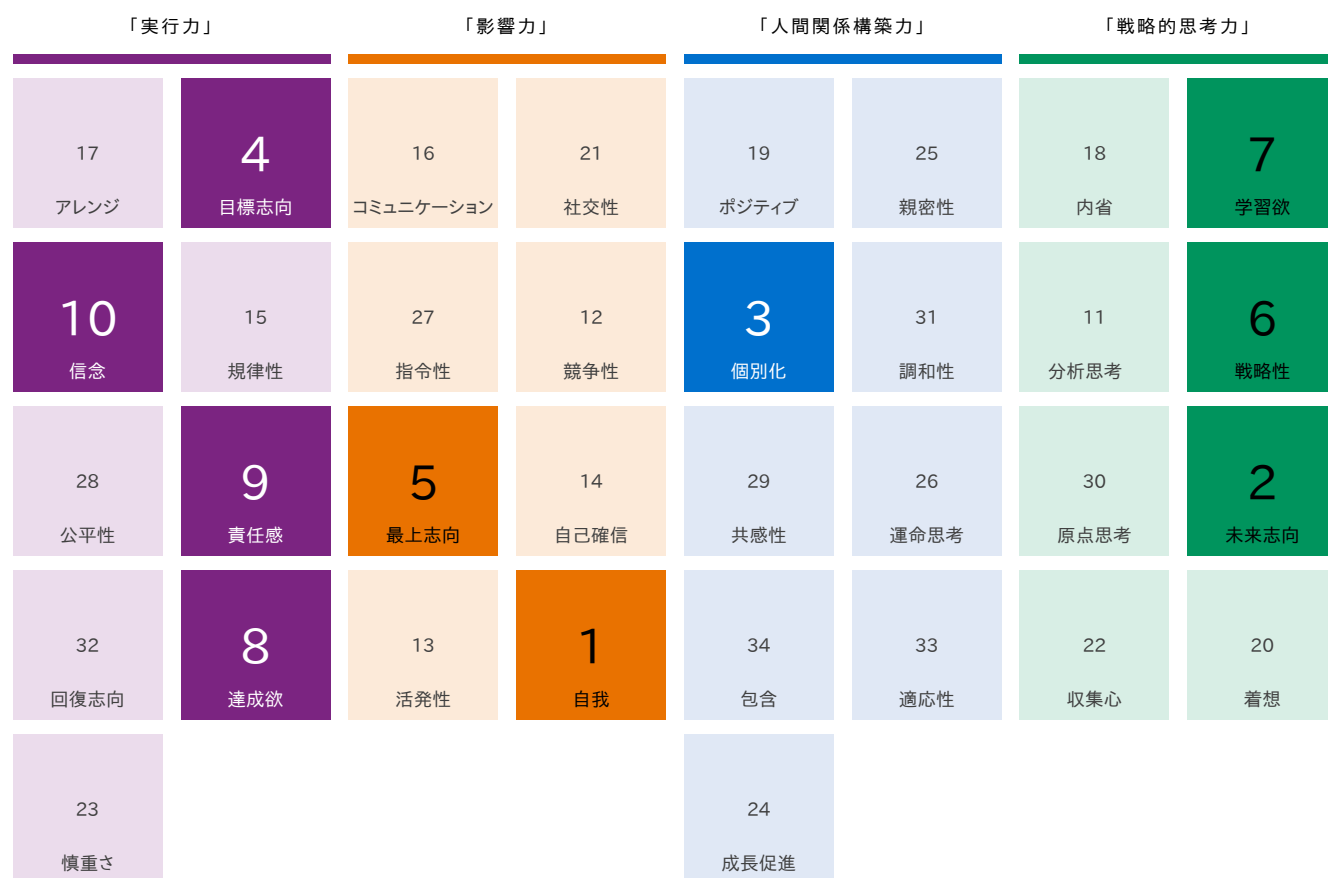 「実行力」
「影響力」
「人間関係構築力」
「戦略的思考力」
17
アレンジ
4
目標志向
16
コミュニケーション
21
社交性
19
ポジティブ
25
親密性
18
内省
7
学習欲
10
信念
15
規律性
27
指令性
12
競争性
3
個別化
31
調和性
11
分析思考
6
戦略性
28
公平性
9
責任感
5
最上志向
14
自己確信
29
共感性
26
運命思考
30
原点思考
2
未来志向
32
回復志向
8
達成欲
13
活発性
1
自我
34
包含
33
適応性
22
収集心
20
着想
23
慎重さ
24
成長促進